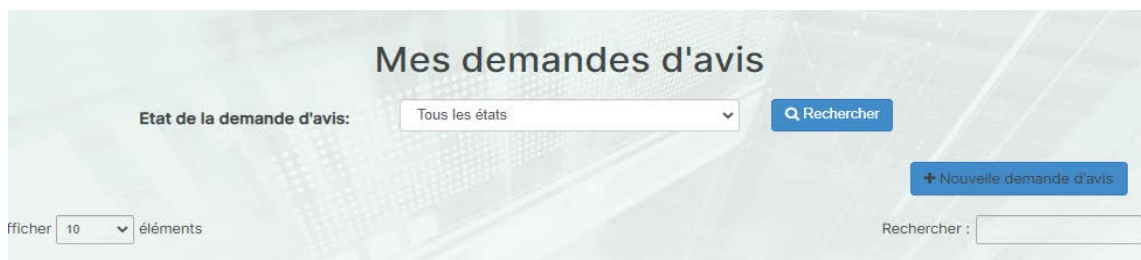 Mes demandes d'avis
Etat de la demande d'avis: Tous les états Rechercher
+ Nouvelle demande d'avis
fficher 10 éléments Rechercher :